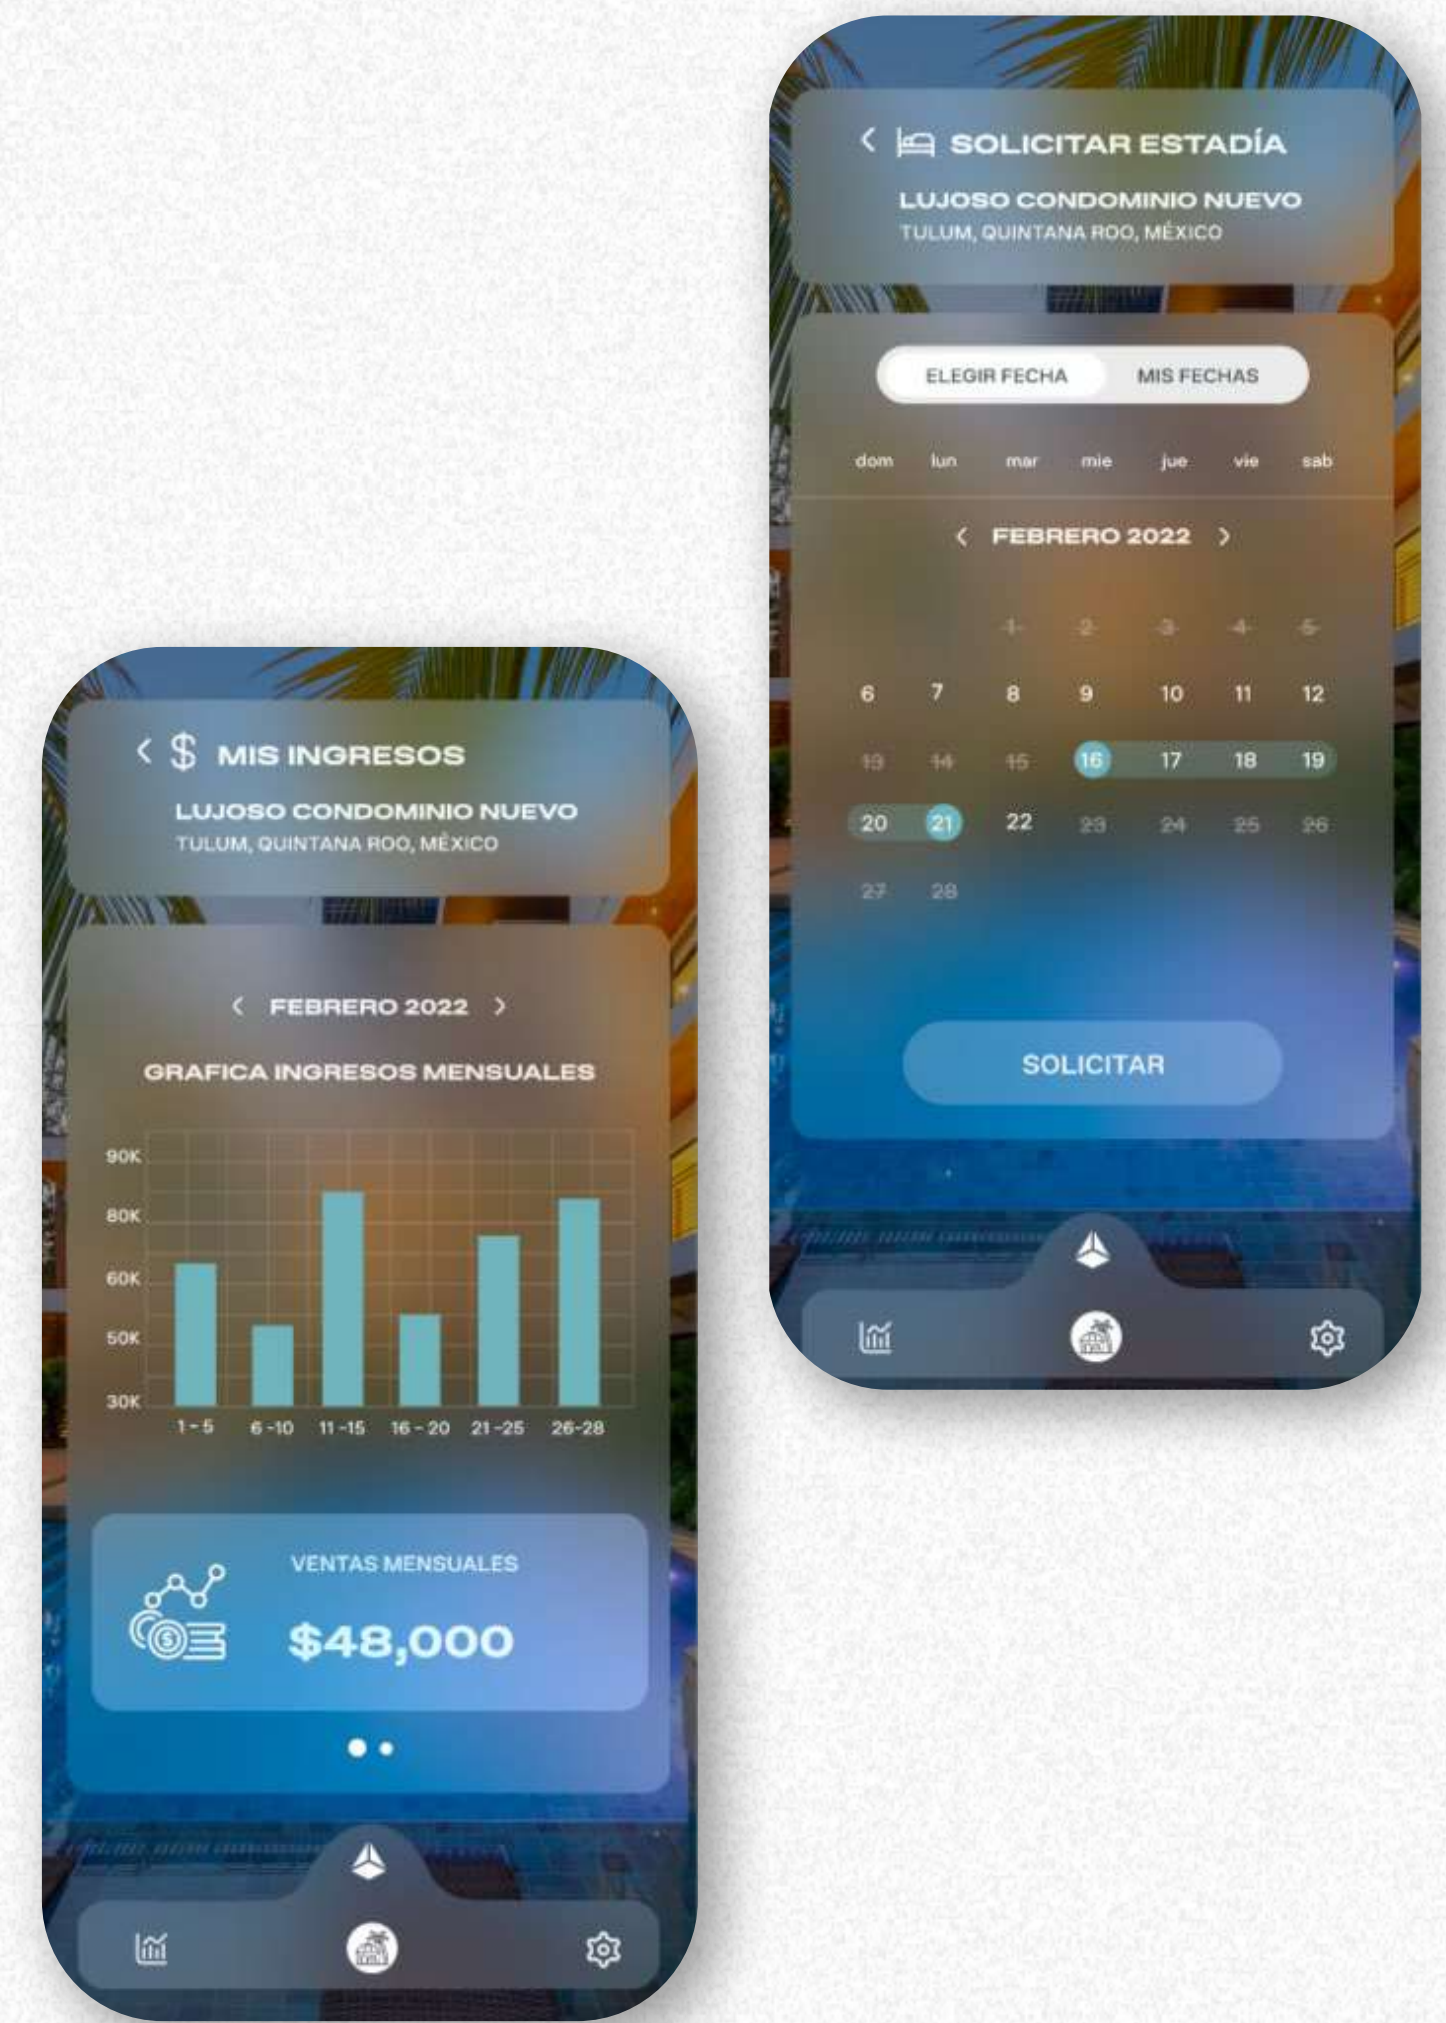 SOLICITAR ESTADÍA
LUJOSO CONDOMINIO NUEVO
TULUM, QUINTANA ROO, MÉXICO
ELEGIR FECHA MIS FECHAS
dom lun mar mie jue vie sab
FEBRERO 2022
1 2 3 4 5
6 7 8 9 10 11 12
13 14 15 16 17 18 19
20 21 22 23 24 25 26
27 28
SOLICITAR
$ MIS INGRESOS
LUJOSO CONDOMINIO NUEVO
TULUM, QUINTANA ROO, MÉXICO
FEBRERO 2022
GRAFICA INGRESOS MENSUALES
90K
80K
60K
50K
30K
1 - 5 6 -10 11 -15 16 - 20 21 -25 26-28
VENTAS MENSUALES
$48,000